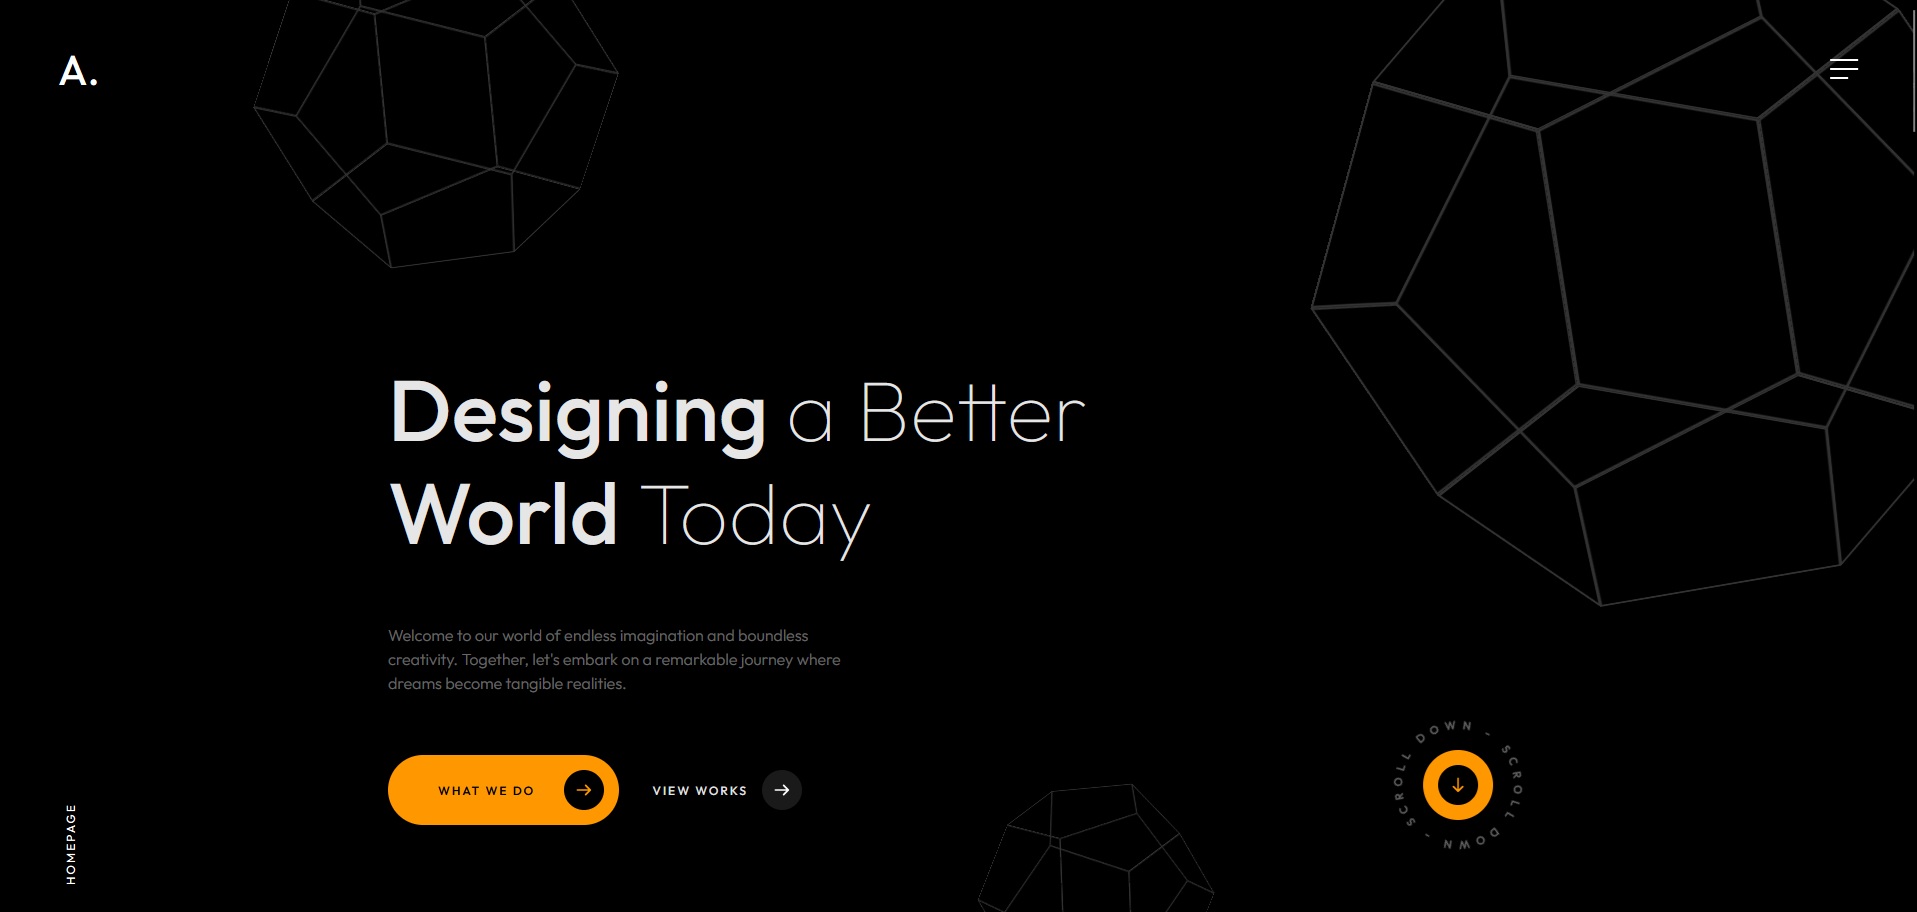 A.
Designing a Better
World Today
Welcome to our world of endless imagination and boundless
creativity. Together, let's embark on a remarkable journey where
dreams become tangible realities.
WHAT WE DO
VIEW WORKS
SCROLL DOWN - SCROLL DOWN -
HOMEPAGE